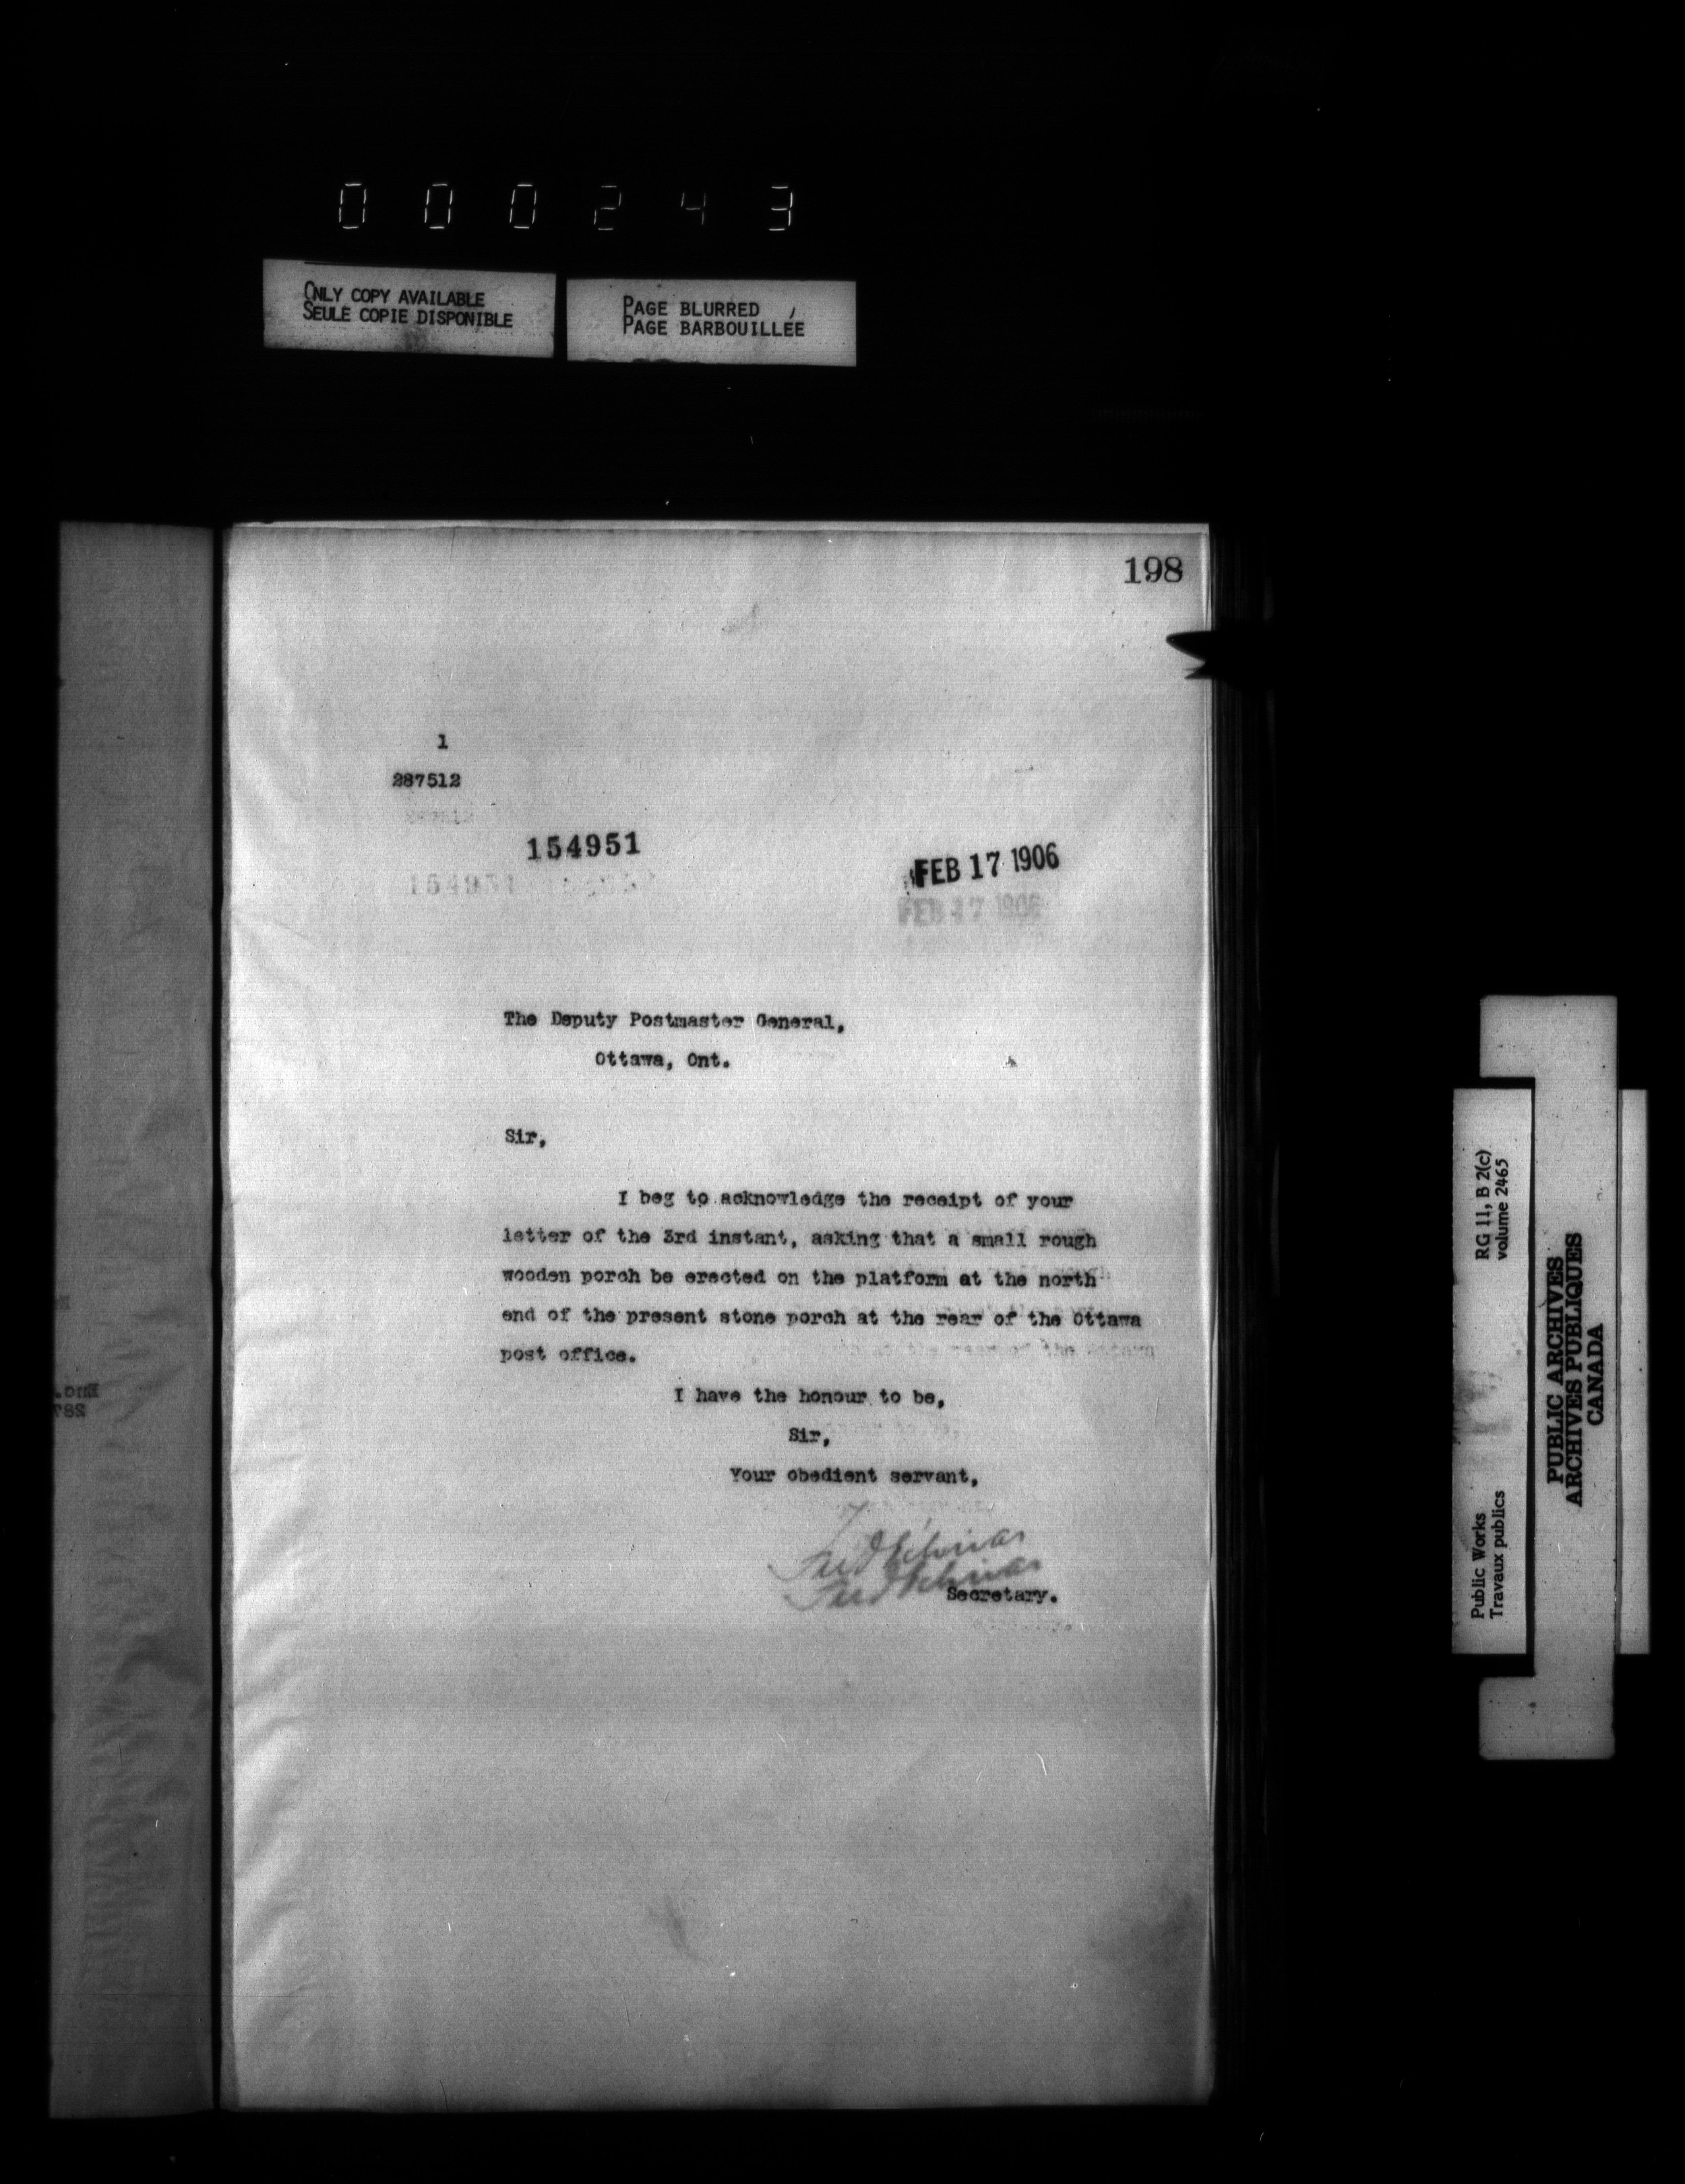 000243
ONLY COPY AVAILABLE
SEULE COPIE DISPONIBLE
PAGE BLURRED
PAGE BARBOUILLÉE
198
1
287512
154951
FEB 17 1906
The Deputy Postmaster General,
Ottawa, Ont.
Sir,
I beg to acknowledge the receipt of your
letter of the 3rd instant, asking that a small rough
wooden porch be erected on the platform at the north
end of the present stone porch at the rear of the Ottawa
post office.
I have the honour to be,
Sir,
Your obedient servant,
Secretary.
RG 11, B 2(c)
volume 2465
Public Works
Travaux publics
PUBLIC ARCHIVES
ARCHIVES PUBLIQUES
CANADA